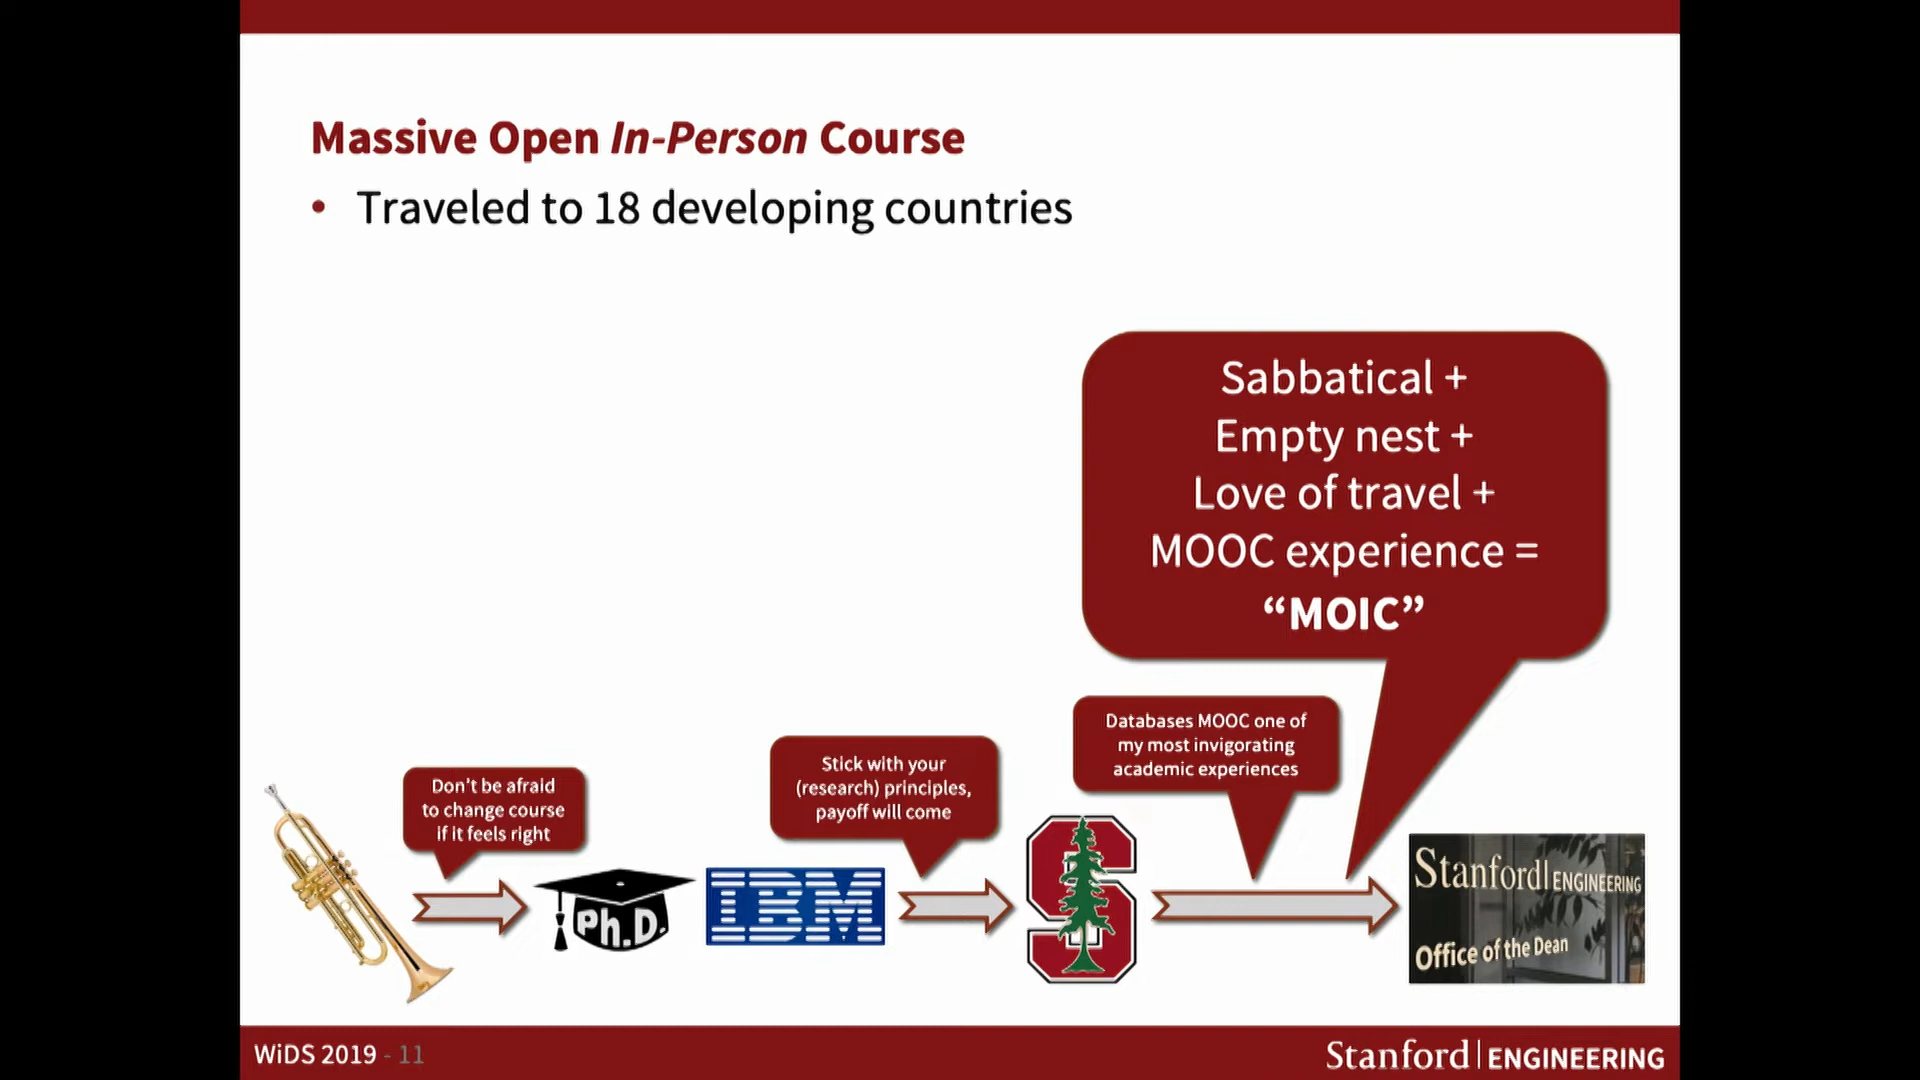 Massive Open In-Person Course
• Traveled to 18 developing countries
Sabbatical +
Empty nest +
Love of travel +
MOOC experience =
“MOIC”
Databases MOOC one of
my most invigorating
academic experiences
Stick with your
(research) principles,
payoff will come
Don't be afraid
to change course
if it feels right
Ph.D.
IBM
S
Stanford|ENGINEERING
Office of the Dean
WiDS 2019 - 11
Stanford|ENGINEERING